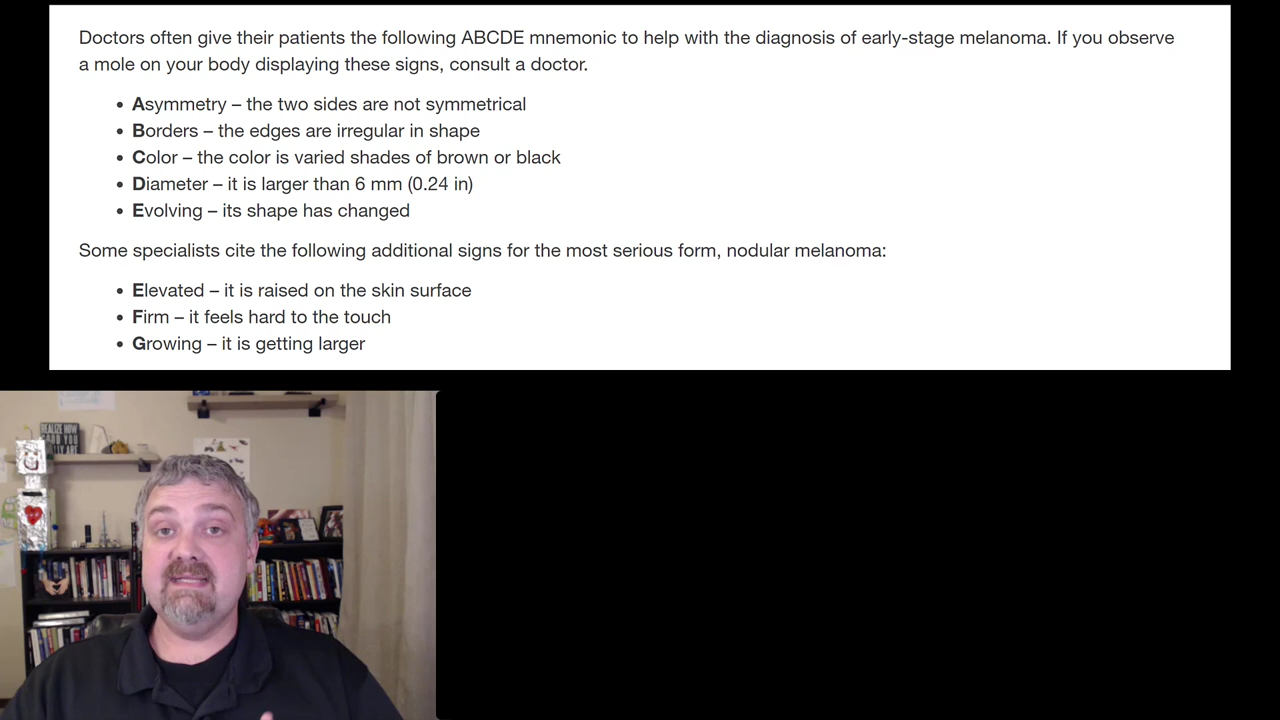 Doctors often give their patients the following ABCDE mnemonic to help with the diagnosis of early-stage melanoma. If you observe
a mole on your body displaying these signs, consult a doctor.
• Asymmetry – the two sides are not symmetrical
• Borders – the edges are irregular in shape
• Color – the color is varied shades of brown or black
• Diameter – it is larger than 6 mm (0.24 in)
• Evolving – its shape has changed
Some specialists cite the following additional signs for the most serious form, nodular melanoma:
• Elevated – it is raised on the skin surface
• Firm – it feels hard to the touch
• Growing – it is getting larger
REALIZE HOW
GOOD YOU